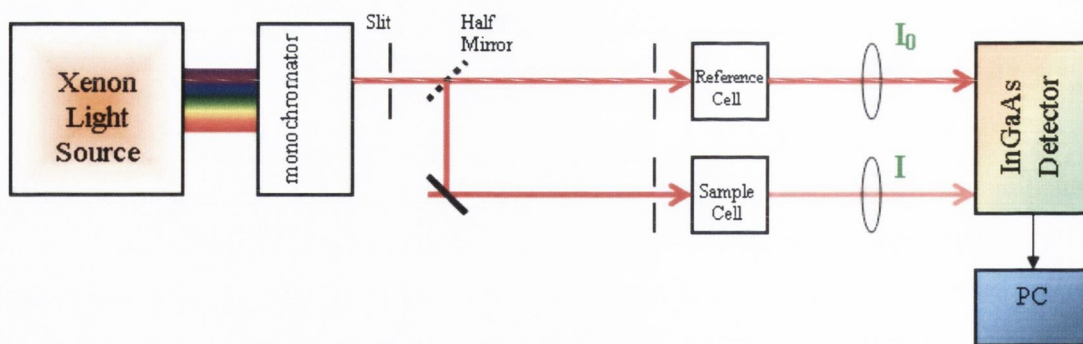 Xenon
Light
Source
monochromator
Slit
Half
Mirror
Reference
Cell
I0
Sample
Cell
I
InGaAs
Detector
PC